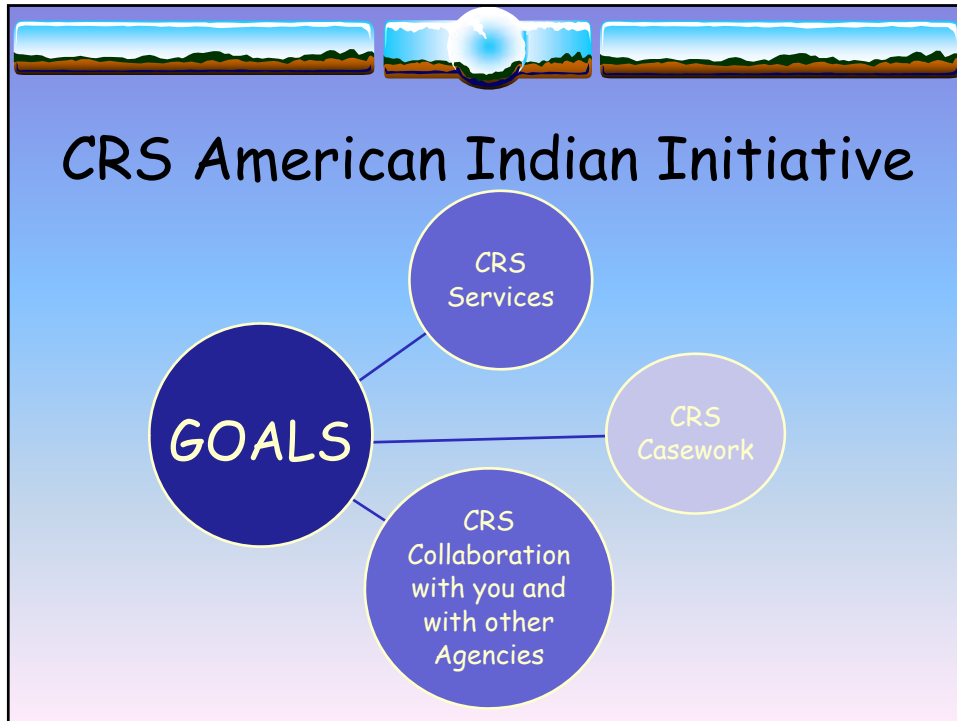 CRS American Indian Initiative
CRS
Services
GOALS
CRS
Casework
CRS
Collaboration
with you and
with other
Agencies